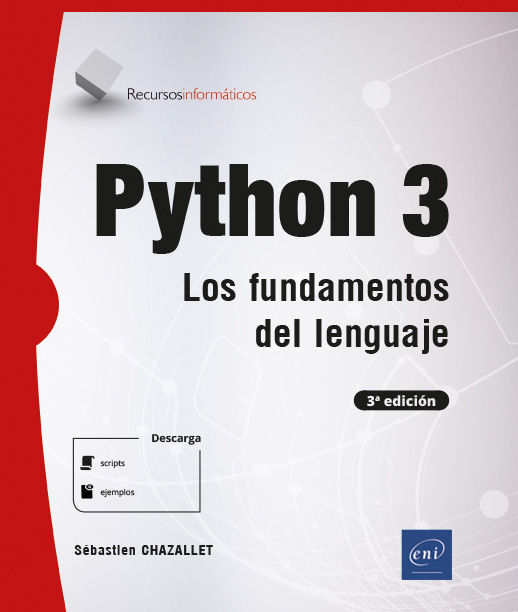 Recursosinformáticos
Python 3
Los fundamentos
del lenguaje
3ª edición
Descarga
scripts
ejemplos
Sébastien CHAZALLET
eni